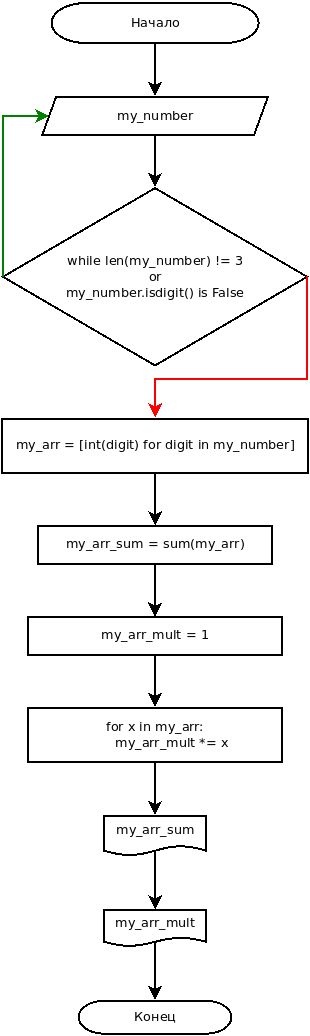 Начало
my_number
while len(my_number) != 3
or
my_number.isdigit() is False
my_arr = [int(digit) for digit in my_number]
my_arr_sum = sum(my_arr)
my_arr_mult = 1
for x in my_arr:
my_arr_mult *= x
my_arr_sum
my_arr_mult
Конец